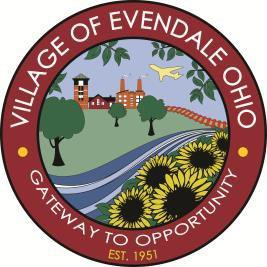 VILLAGE OF EVENDALE OHIO
GATEWAY TO OPPORTUNITY
EST. 1951